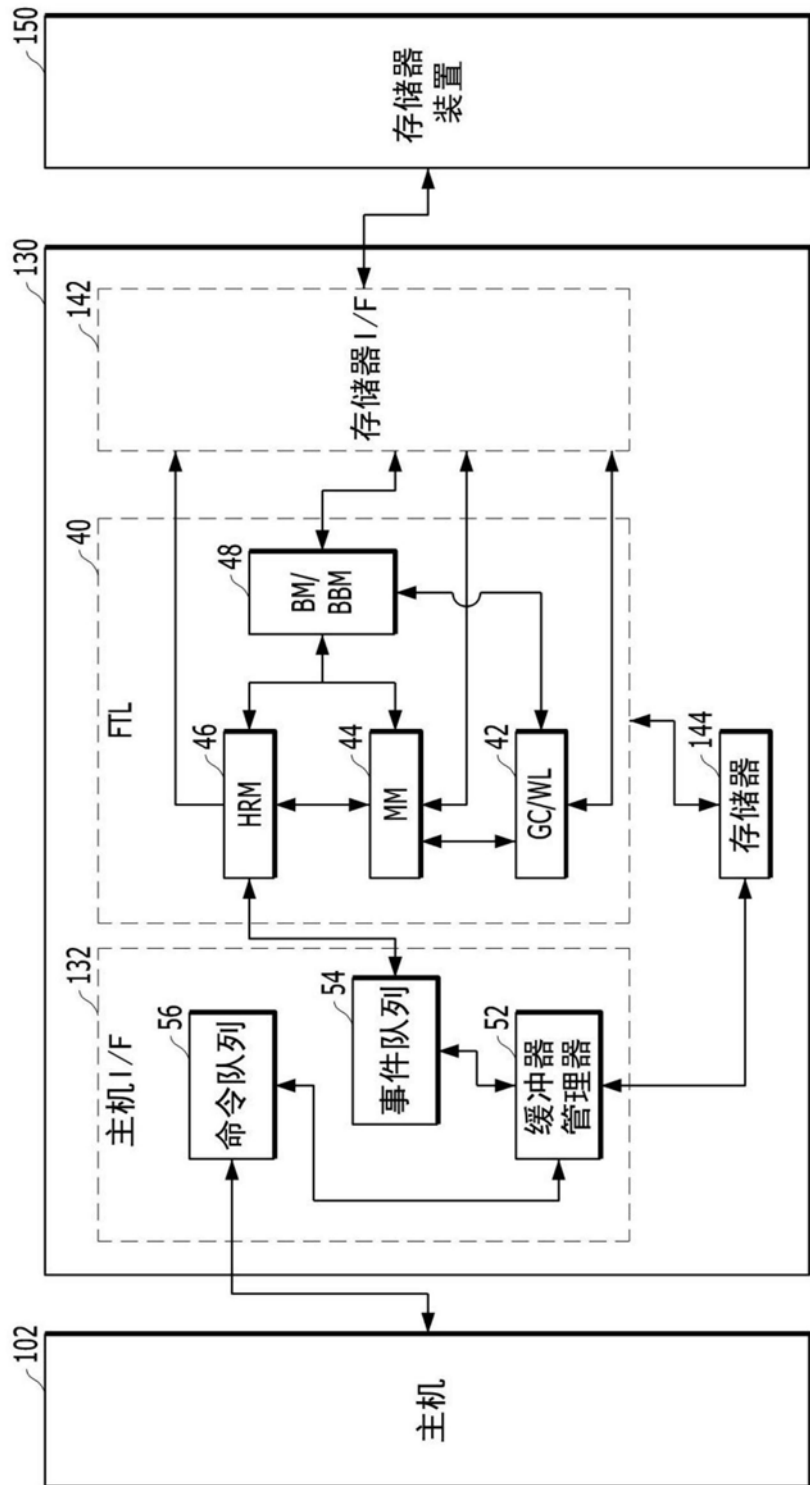 102
主机
130
132
主机I/F
56
命令队列
54
事件队列
52
缓冲器
管理器
40
FTL
46
HRM
44
MM
42
GC/WL
48
BM/
BBM
142
存储器I/F
144
存储器
150
存储器
装置